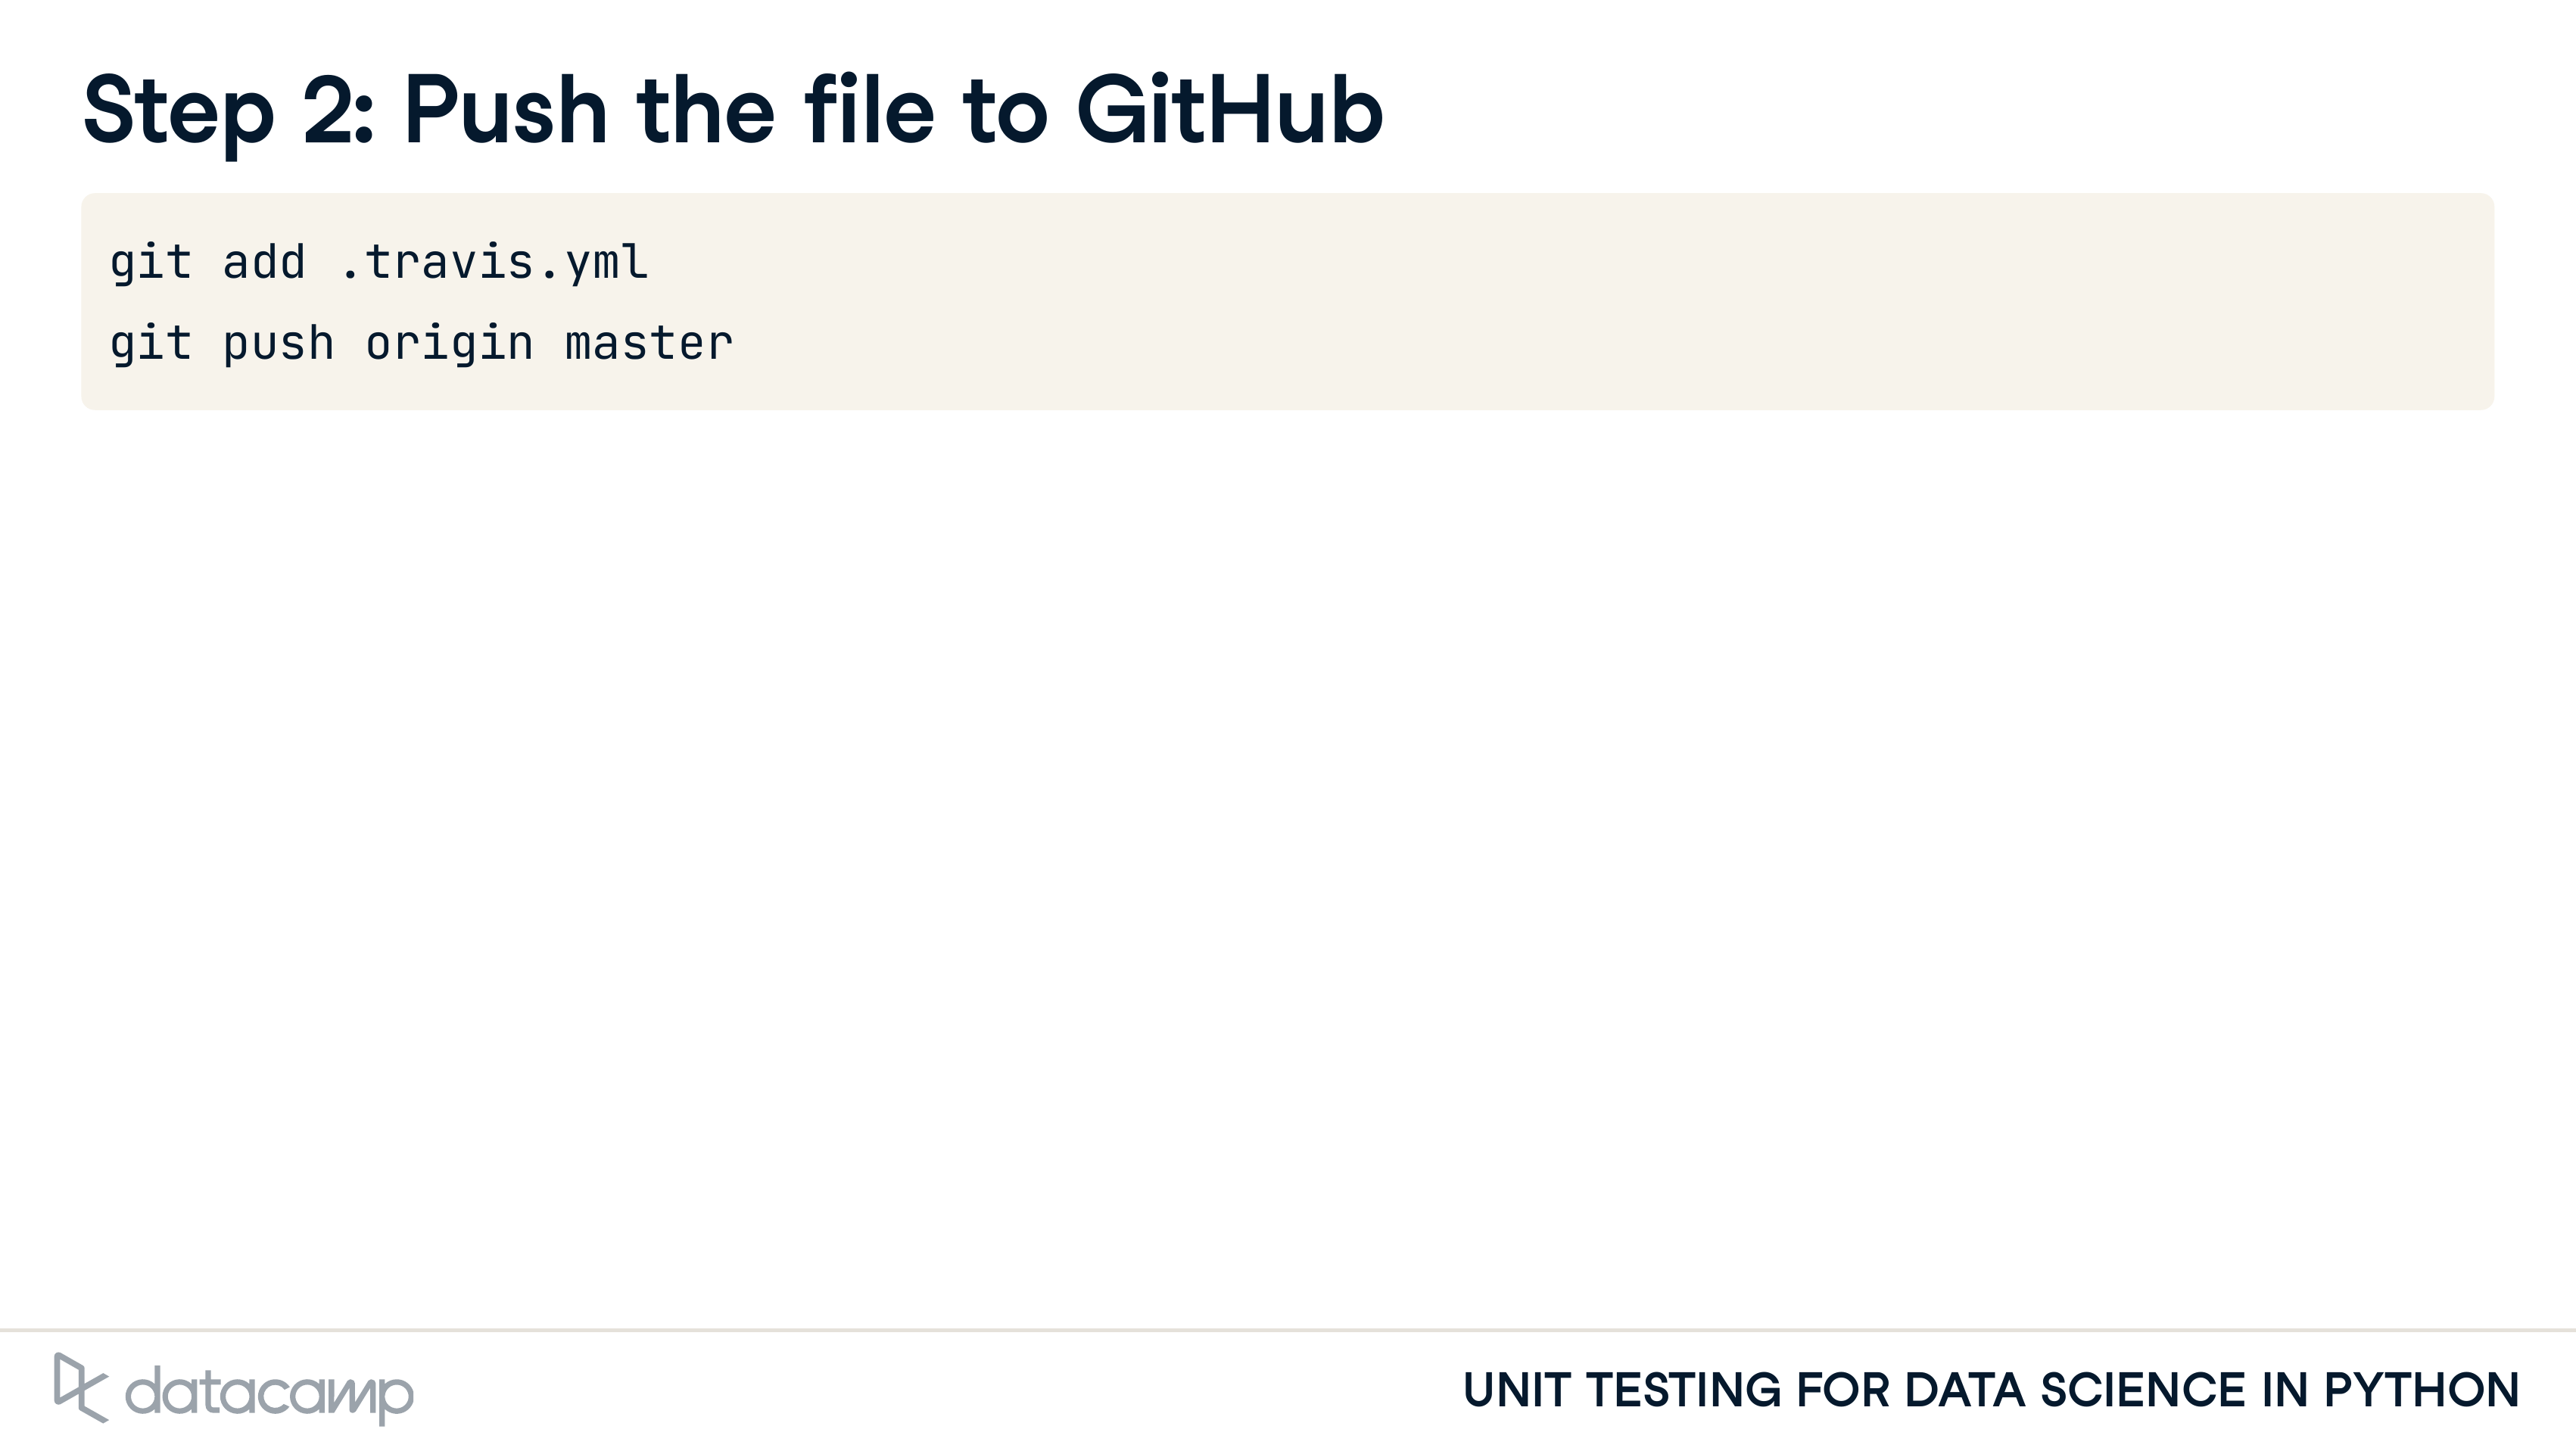 Step 2: Push the file to GitHub
git add .travis.yml
git push origin master
datacamp
UNIT TESTING FOR DATA SCIENCE IN PYTHON